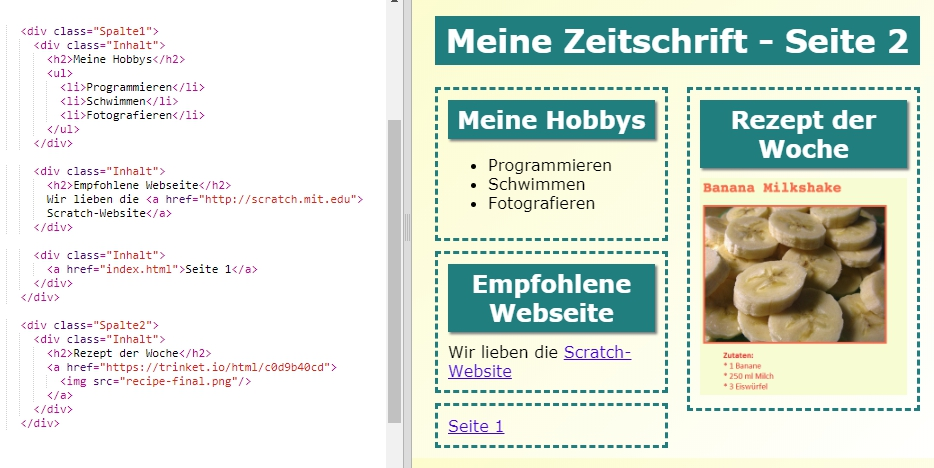 <div class="Spalte1">
<div class="Inhalt">
<h2>Meine Hobbys</h2>
<ul>
<li>Programmieren</li>
<li>Schwimmen</li>
<li>Fotografieren</li>
</ul>
</div>
<div class="Inhalt">
<h2>Empfohlene Webseite</h2>
Wir lieben die <a href="http://scratch.mit.edu">
Scratch-Website</a>
</div>
<div class="Inhalt">
<a href="index.html">Seite 1</a>
</div>
</div>
<div class="Spalte2">
<div class="Inhalt">
<h2>Rezept der Woche</h2>
<a href="https://trinket.io/html/c0d9b40cd">
<img src="recipe-final.png"/>
</a>
</div>
</div>
Meine Zeitschrift - Seite 2
Meine Hobbys
• Programmieren
• Schwimmen
• Fotografieren
Empfohlene
Webseite
Wir lieben die Scratch-
Website
Seite 1
Rezept der
Woche
Banana Milkshake
Zutaten:
* 1 Banane
* 250 ml Milch
* 3 Eiswürfel